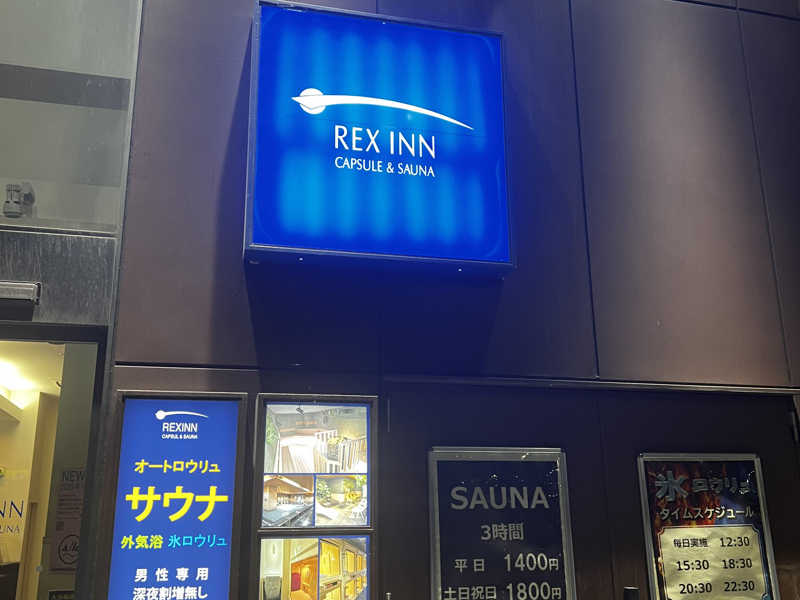 REX INN
CAPSULE & SAUNA
REXINN
CAPSUL & SAUNA
オートロウリュ
サウナ
外気浴 氷ロウリュ
男性専用
深夜割増無し
SAUNA
3時間
平日 1400円
土日祝日 1800円
氷ロウリュ
タイムスケジュール
毎日実施 12:30
15:30 18:30
20:30 22:30
NEW
INN
SAUNA